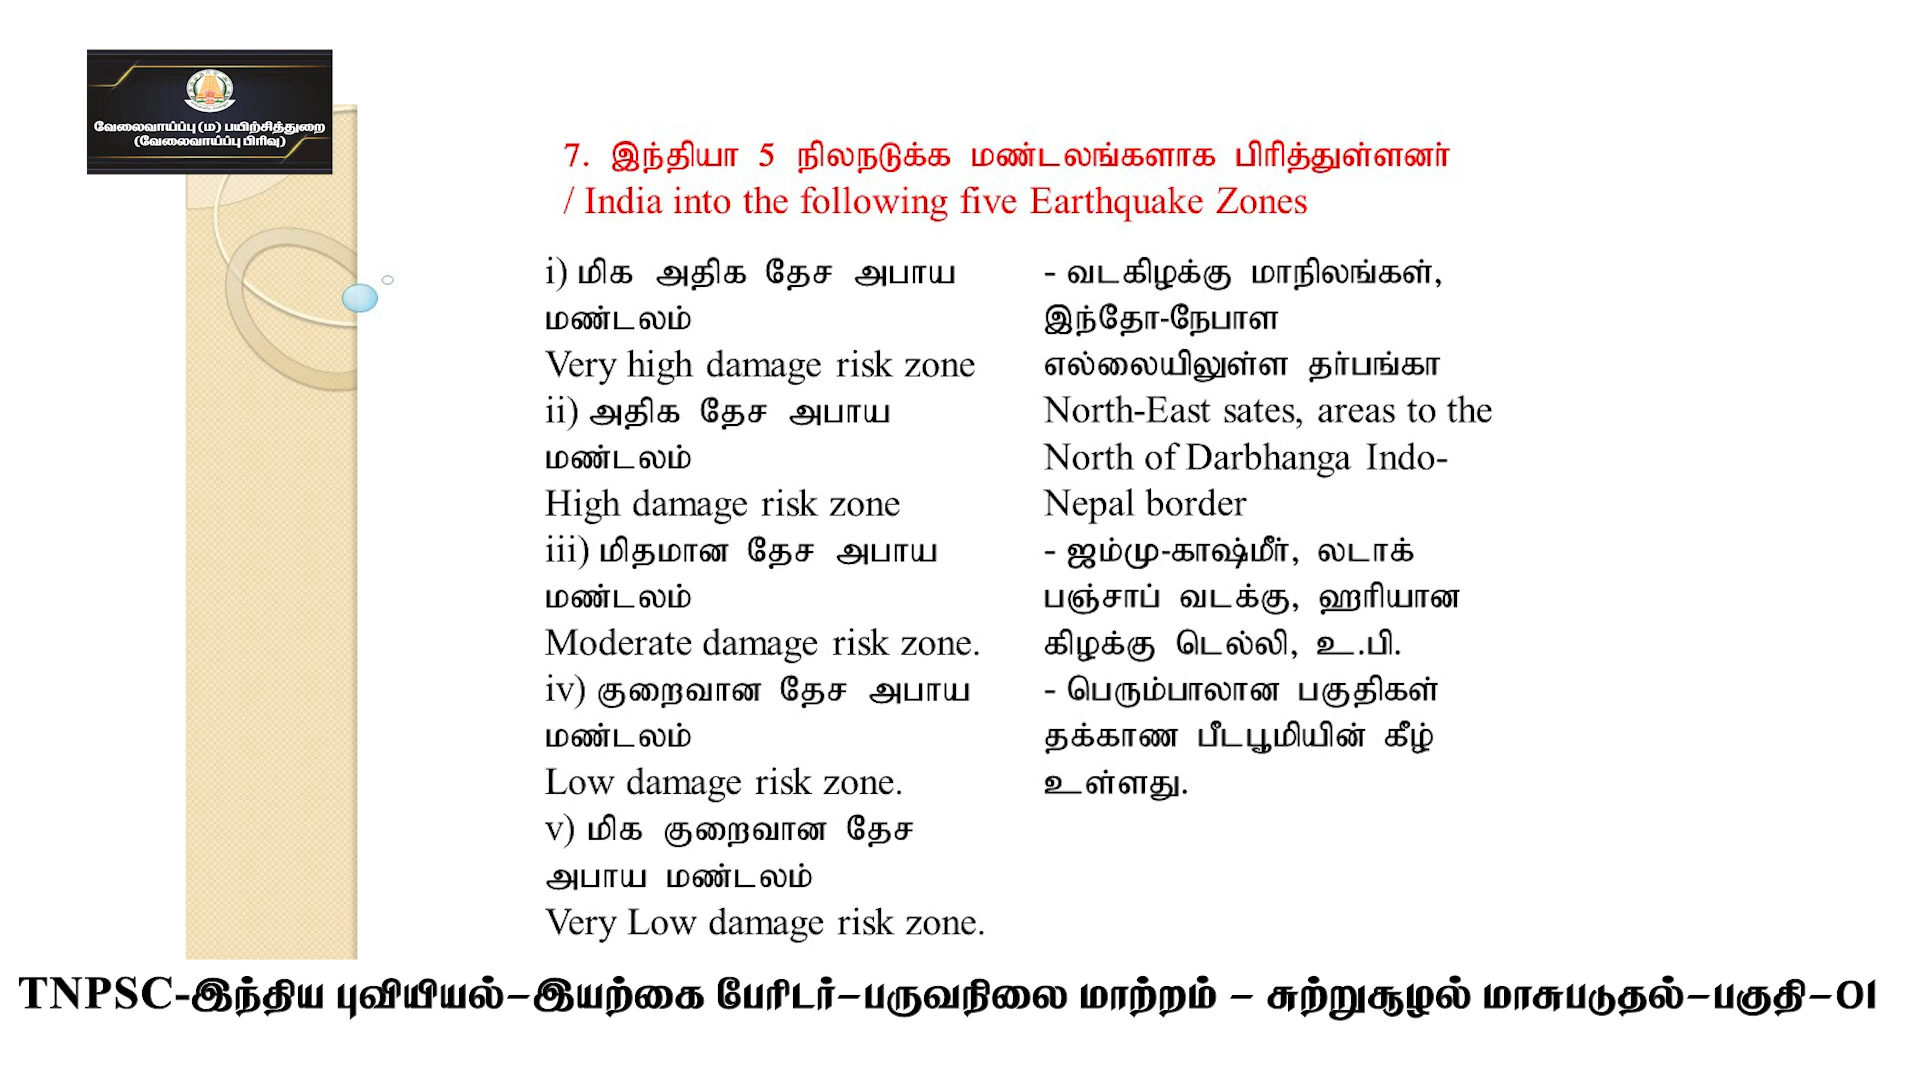 வேலைவாய்ப்பு (ம) பயிற்சித்துறை
(வேலைவாய்ப்பு பிரிவு)
7. இந்தியா 5 நிலநடுக்க மண்டலங்களாக பிரித்துள்ளனர்
/ India into the following five Earthquake Zones
i) மிக அதிக தேச அபாய
மண்டலம்
Very high damage risk zone
ii) அதிக தேச அபாய
மண்டலம்
High damage risk zone
iii) மிதமான தேச அபாய
மண்டலம்
Moderate damage risk zone.
iv) குறைவான தேச அபாய
மண்டலம்
Low damage risk zone.
v) மிக குறைவான தேச
அபாய மண்டலம்
Very Low damage risk zone.
- வடகிழக்கு மாநிலங்கள்,
இந்தோ-நேபாள
எல்லையிலுள்ள தர்பங்கா
North-East sates, areas to the
North of Darbhanga Indo-
Nepal border
- ஜம்மு-காஷ்மீர், லடாக்
பஞ்சாப் வடக்கு, ஹரியான
கிழக்கு டெல்லி, உ.பி.
- பெரும்பாலான பகுதிகள்
தக்காண பீடபூமியின் கீழ்
உள்ளது.
TNPSC-இந்திய புவியியல்–இயற்கை பேரிடர்–பருவநிலை மாற்றம் – சுற்றுசூழல் மாசுபடுதல்–பகுதி–01